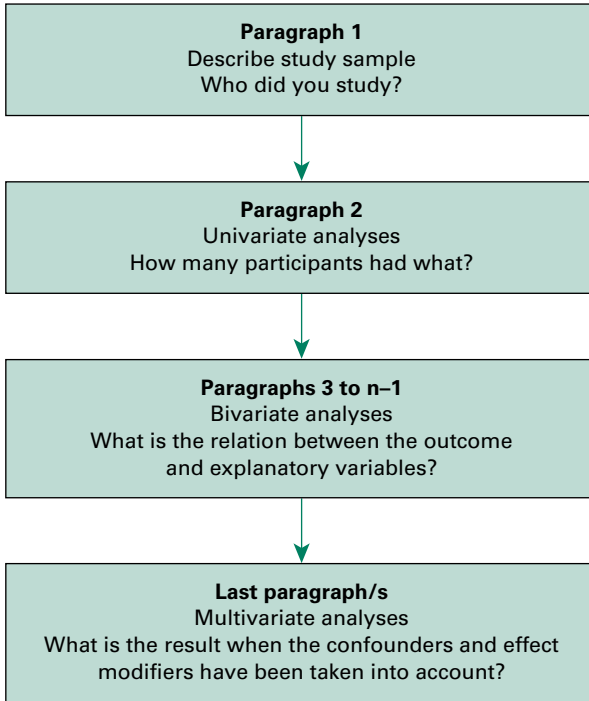 Paragraph 1
Describe study sample
Who did you study?
Paragraph 2
Univariate analyses
How many participants had what?
Paragraphs 3 to n–1
Bivariate analyses
What is the relation between the outcome
and explanatory variables?
Last paragraph/s
Multivariate analyses
What is the result when the confounders and effect
modifiers have been taken into account?